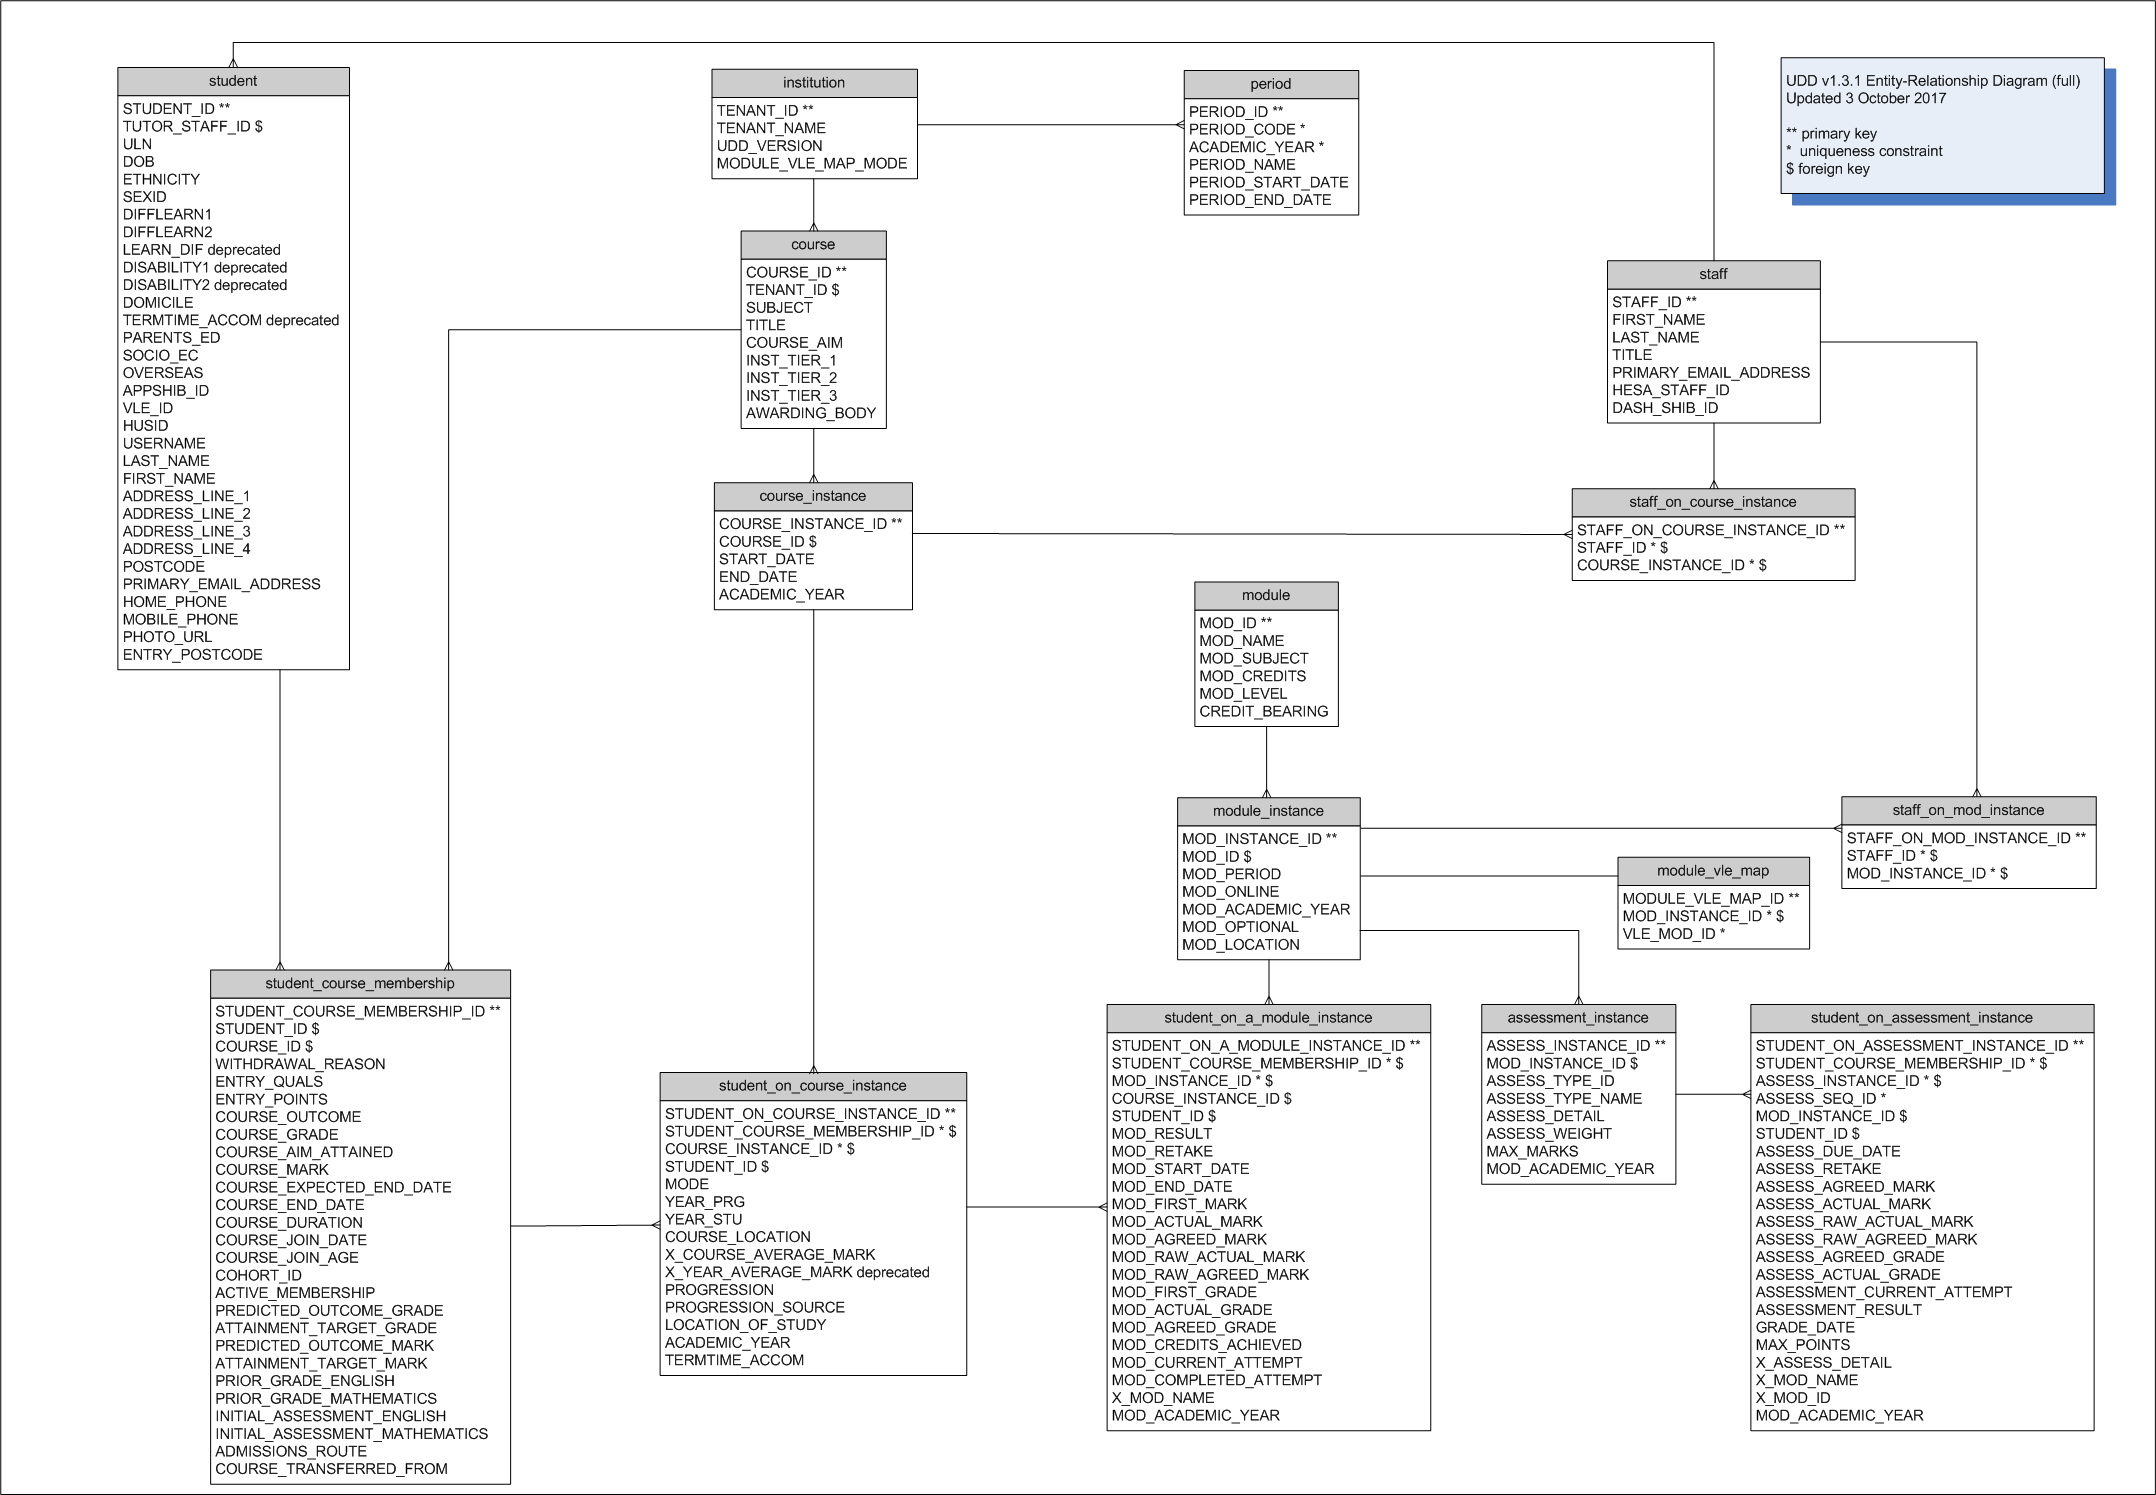 student
STUDENT_ID **
TUTOR_STAFF_ID $
ULN
DOB
ETHNICITY
SEXID
DIFFLEARN1
DIFFLEARN2
LEARN_DIF deprecated
DISABILITY1 deprecated
DISABILITY2 deprecated
DOMICILE
TERMTIME_ACCOM deprecated
PARENTS_ED
SOCIO_EC
OVERSEAS
APPSHIB_ID
VLE_ID
HUSID
USERNAME
LAST_NAME
FIRST_NAME
ADDRESS_LINE_1
ADDRESS_LINE_2
ADDRESS_LINE_3
ADDRESS_LINE_4
POSTCODE
PRIMARY_EMAIL_ADDRESS
HOME_PHONE
MOBILE_PHONE
PHOTO_URL
ENTRY_POSTCODE
institution
TENANT_ID **
TENANT_NAME
UDD_VERSION
MODULE_VLE_MAP_MODE
period
PERIOD_ID **
PERIOD_CODE *
ACADEMIC_YEAR *
PERIOD_NAME
PERIOD_START_DATE
PERIOD_END_DATE
UDD v1.3.1 Entity-Relationship Diagram (full)
Updated 3 October 2017
** primary key
* uniqueness constraint
$ foreign key
course
COURSE_ID **
TENANT_ID $
SUBJECT
TITLE
COURSE_AIM
INST_TIER_1
INST_TIER_2
INST_TIER_3
AWARDING_BODY
staff
STAFF_ID **
FIRST_NAME
LAST_NAME
TITLE
PRIMARY_EMAIL_ADDRESS
HESA_STAFF_ID
DASH_SHIB_ID
course_instance
COURSE_INSTANCE_ID **
COURSE_ID $
START_DATE
END_DATE
ACADEMIC_YEAR
staff_on_course_instance
STAFF_ON_COURSE_INSTANCE_ID **
STAFF_ID * $
COURSE_INSTANCE_ID * $
module
MOD_ID **
MOD_NAME
MOD_SUBJECT
MOD_CREDITS
MOD_LEVEL
CREDIT_BEARING
module_instance
MOD_INSTANCE_ID **
MOD_ID $
MOD_PERIOD
MOD_ONLINE
MOD_ACADEMIC_YEAR
MOD_OPTIONAL
MOD_LOCATION
staff_on_mod_instance
STAFF_ON_MOD_INSTANCE_ID **
STAFF_ID * $
MOD_INSTANCE_ID * $
module_vle_map
MODULE_VLE_MAP_ID **
MOD_INSTANCE_ID * $
VLE_MOD_ID *
student_course_membership
STUDENT_COURSE_MEMBERSHIP_ID **
STUDENT_ID $
COURSE_ID $
WITHDRAWAL_REASON
ENTRY_QUALS
ENTRY_POINTS
COURSE_OUTCOME
COURSE_GRADE
COURSE_AIM_ATTAINED
COURSE_MARK
COURSE_EXPECTED_END_DATE
COURSE_END_DATE
COURSE_DURATION
COURSE_JOIN_DATE
COURSE_JOIN_AGE
COHORT_ID
ACTIVE_MEMBERSHIP
PREDICTED_OUTCOME_GRADE
ATTAINMENT_TARGET_GRADE
PREDICTED_OUTCOME_MARK
ATTAINMENT_TARGET_MARK
PRIOR_GRADE_ENGLISH
PRIOR_GRADE_MATHEMATICS
INITIAL_ASSESSMENT_ENGLISH
INITIAL_ASSESSMENT_MATHEMATICS
ADMISSIONS_ROUTE
COURSE_TRANSFERRED_FROM
student_on_course_instance
STUDENT_ON_COURSE_INSTANCE_ID **
STUDENT_COURSE_MEMBERSHIP_ID * $
COURSE_INSTANCE_ID * $
STUDENT_ID $
MODE
YEAR_PRG
YEAR_STU
COURSE_LOCATION
X_COURSE_AVERAGE_MARK
X_YEAR_AVERAGE_MARK deprecated
PROGRESSION
PROGRESSION_SOURCE
LOCATION_OF_STUDY
ACADEMIC_YEAR
TERMTIME_ACCOM
student_on_a_module_instance
STUDENT_ON_A_MODULE_INSTANCE_ID **
STUDENT_COURSE_MEMBERSHIP_ID * $
MOD_INSTANCE_ID * $
COURSE_INSTANCE_ID $
STUDENT_ID $
MOD_RESULT
MOD_RETAKE
MOD_START_DATE
MOD_END_DATE
MOD_FIRST_MARK
MOD_ACTUAL_MARK
MOD_AGREED_MARK
MOD_RAW_ACTUAL_MARK
MOD_RAW_AGREED_MARK
MOD_FIRST_GRADE
MOD_ACTUAL_GRADE
MOD_AGREED_GRADE
MOD_CREDITS_ACHIEVED
MOD_CURRENT_ATTEMPT
MOD_COMPLETED_ATTEMPT
X_MOD_NAME
MOD_ACADEMIC_YEAR
assessment_instance
ASSESS_INSTANCE_ID **
MOD_INSTANCE_ID $
ASSESS_TYPE_ID
ASSESS_TYPE_NAME
ASSESS_DETAIL
ASSESS_WEIGHT
MAX_MARKS
MOD_ACADEMIC_YEAR
student_on_assessment_instance
STUDENT_ON_ASSESSMENT_INSTANCE_ID **
STUDENT_COURSE_MEMBERSHIP_ID * $
ASSESS_INSTANCE_ID * $
ASSESS_SEQ_ID *
MOD_INSTANCE_ID $
STUDENT_ID $
ASSESS_DUE_DATE
ASSESS_RETAKE
ASSESS_AGREED_MARK
ASSESS_ACTUAL_MARK
ASSESS_RAW_ACTUAL_MARK
ASSESS_RAW_AGREED_MARK
ASSESS_AGREED_GRADE
ASSESS_ACTUAL_GRADE
ASSESSMENT_CURRENT_ATTEMPT
ASSESSMENT_RESULT
GRADE_DATE
MAX_POINTS
X_ASSESS_DETAIL
X_MOD_NAME
X_MOD_ID
MOD_ACADEMIC_YEAR